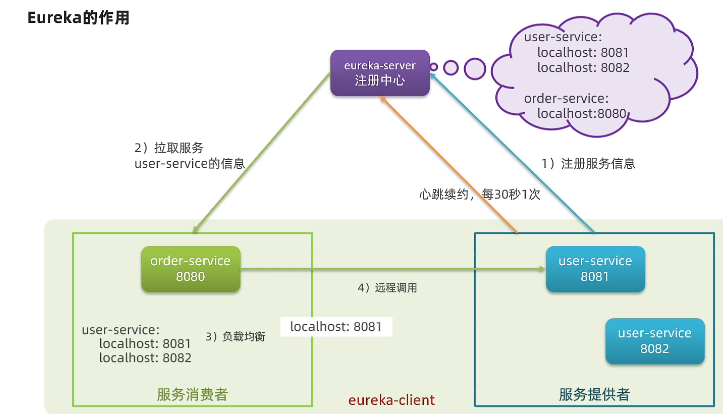 Eureka的作用
eureka-server
注册中心
user-service:
localhost: 8081
localhost: 8082
order-service:
localhost:8080
2）拉取服务
user-service的信息
1）注册服务信息
心跳续约，每30秒1次
order-service
8080
user-service
8081
4）远程调用
user-service:
localhost: 8081
localhost: 8082
3）负载均衡
localhost: 8081
user-service
8082
服务消费者
eureka-client
服务提供者